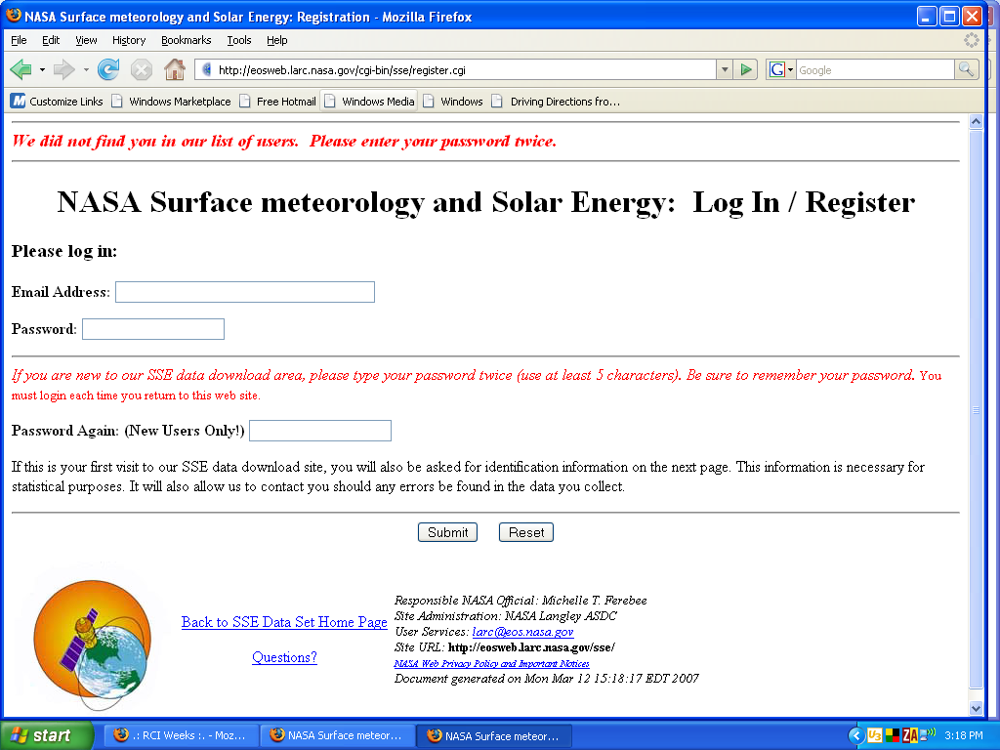 NASA Surface meteorology and Solar Energy: Registration - Mozilla Firefox
File Edit View History Bookmarks Tools Help
http://eosweb.larc.nasa.gov/cgi-bin/sse/register.cgi
G
Google
Customize Links Windows Marketplace Free Hotmail Windows Media Windows Driving Directions fro...
We did not find you in our list of users. Please enter your password twice.
NASA Surface meteorology and Solar Energy: Log In / Register
Please log in:
Email Address:
Password:
If you are new to our SSE data download area, please type your password twice (use at least 5 characters). Be sure to remember your password. You
must login each time you return to this web site.
Password Again: (New Users Only!)
If this is your first visit to our SSE data download site, you will also be asked for identification information on the next page. This information is necessary for
statistical purposes. It will also allow us to contact you should any errors be found in the data you collect.
Submit Reset
Back to SSE Data Set Home Page
Questions?
Responsible NASA Official: Michelle T. Ferebee
Site Administration: NASA Langley ASDC
User Services: larc@eos.nasa.gov
Site URL: http://eosweb.larc.nasa.gov/sse/
NASA Web Privacy Policy and Important Notices
Document generated on Mon Mar 12 15:18:17 EDT 2007
start .: RCI Weeks :. - Moz... NASA Surface meteor... NASA Surface meteor... U3 ZA 3:18 PM